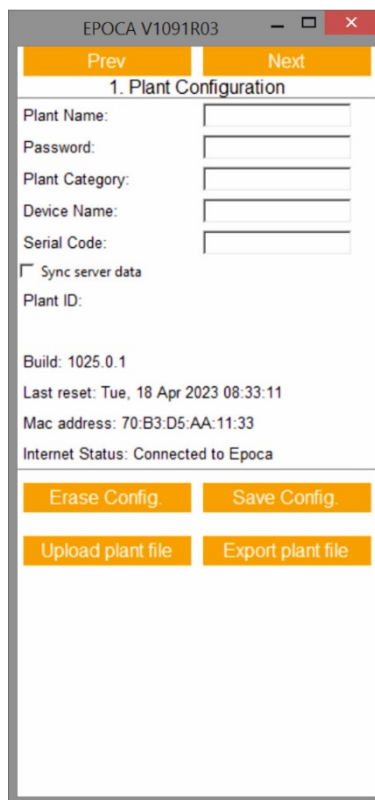 EPOCA V1091R03
Prev Next
1. Plant Configuration
Plant Name:
Password:
Plant Category:
Device Name:
Serial Code:
Sync server data
Plant ID:
Build: 1025.0.1
Last reset: Tue, 18 Apr 2023 08:33:11
Mac address: 70:B3:D5:AA:11:33
Internet Status: Connected to Epoca
Erase Config. Save Config.
Upload plant file Export plant file